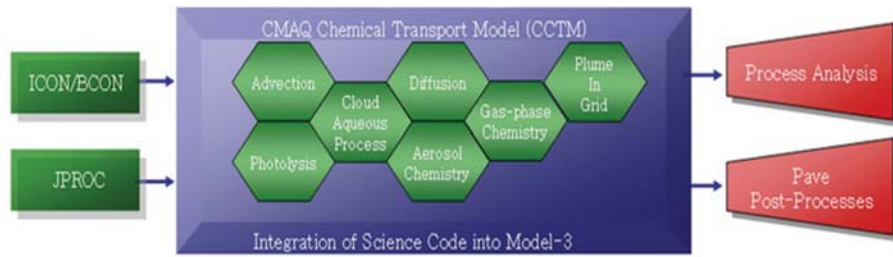 CMAQ Chemical Transport Model (CCTM)
ICON/BCON
JPROC
Advection
Photolysis
Cloud
Aqueous
Process
Diffusion
Aerosol
Chemistry
Gas-phase
Chemistry
Plume
In
Grid
Integration of Science Code into Model-3
Process Analysis
Pave
Post-Processes